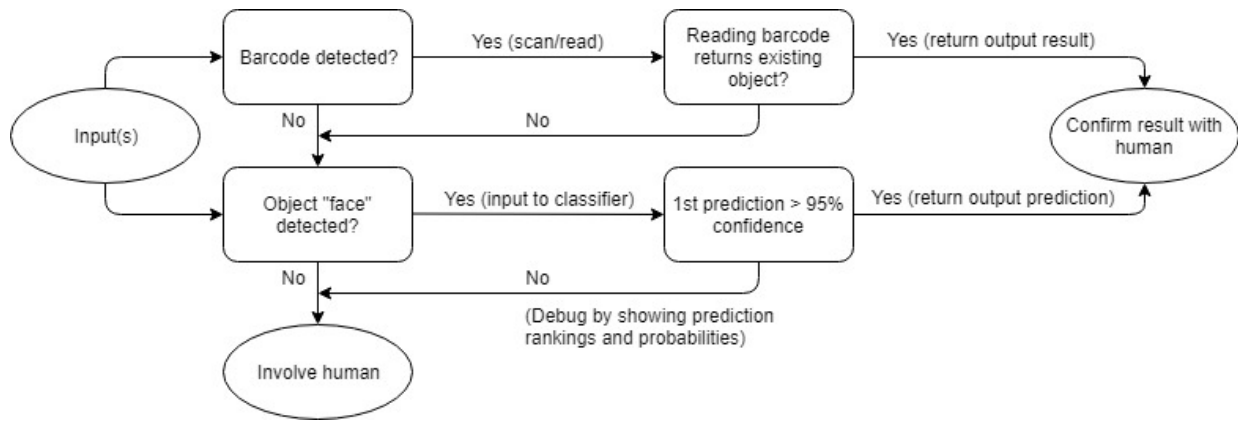 Barcode detected?
Yes (scan/read)
Reading barcode
returns existing
object?
Yes (return output result)
Input(s)
No
No
Confirm result with
human
Object "face"
detected?
Yes (input to classifier)
1st prediction > 95%
confidence
Yes (return output prediction)
No
No
(Debug by showing prediction
rankings and probabilities)
Involve human